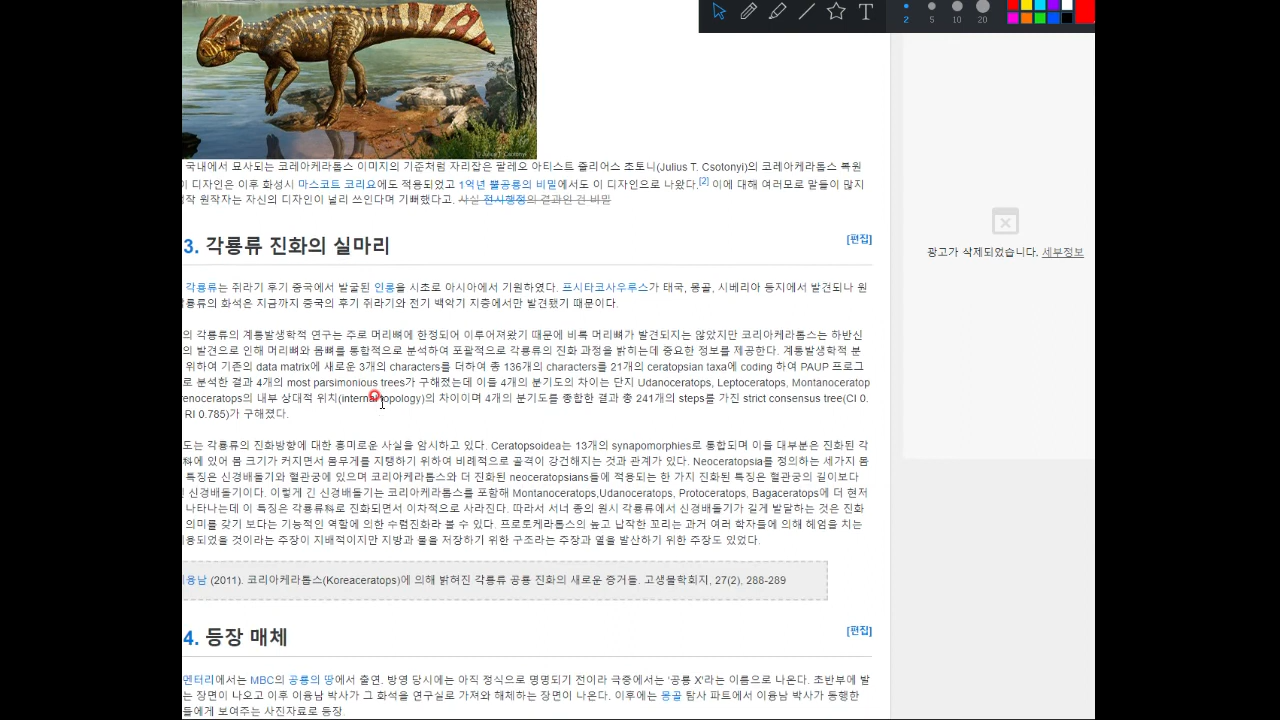 2 5 10 20
국내에서 묘사되는 코레아케라톱스 이미지의 기준처럼 자리잡은 팔레오 아티스트 쥴리어스 초토니(Julius T. Csotonyi)의 코레아케라톱스 복원
디자인은 이후 화성시 마스코트 코리요에도 적용되었고 1억년 뿔공룡의 비밀에서도 이 디자인으로 나왔다.[2] 이에 대해 여러모로 말들이 많지
작 원작자는 자신의 디자인이 널리 쓰인다며 기뻐했다고. 사실 전시행정의 결과인 건 비밀
3. 각룡류 진화의 실마리
[편집]
광고가 삭제되었습니다. 세부정보
각룡류는 쥐라기 후기 중국에서 발굴된 인롱을 시초로 아시아에서 기원하였다. 프시타코사우루스가 태국, 몽골, 시베리아 등지에서 발견되나 원
룡류의 화석은 지금까지 중국의 후기 쥐라기와 전기 백악기 지층에서만 발견됐기 때문이다.
의 각룡류의 계통발생학적 연구는 주로 머리뼈에 한정되어 이루어져왔기 때문에 비록 머리뼈가 발견되지는 않았지만 코리아케라톱스는 하반신
의 발견으로 인해 머리뼈와 몸뼈를 통합적으로 분석하여 포괄적으로 각룡류의 진화 과정을 밝히는데 중요한 정보를 제공한다. 계통발생학적 분
위하여 기존의 data matrix에 새로운 3개의 characters를 더하여 총 136개의 characters를 21개의 ceratopsian taxa에 coding 하여 PAUP 프로그
로 분석한 결과 4개의 most parsimonious trees가 구해졌는데 이들 4개의 분기도의 차이는 단지 Udanoceratops, Leptoceratops, Montanoceratop
enoceratops의 내부 상대적 위치(internal topology)의 차이이며 4개의 분기도를 종합한 결과 총 241개의 steps를 가진 strict consensus tree(CI 0.
RI 0.785)가 구해졌다.
도는 각룡류의 진화방향에 대한 흥미로운 사실을 암시하고 있다. Ceratopsoidea는 13개의 synapomorphies로 통합되며 이들 대부분은 진화된 각
에 있어 몸 크기가 커지면서 몸무게를 지탱하기 위하여 비례적으로 골격이 강건해지는 것과 관계가 있다. Neoceratopsia를 정의하는 세가지 몸
특징은 신경배돌기와 혈관궁에 있으며 코리아케라톱스와 더 진화된 neoceratopsians들에 적용되는 한 가지 진화된 특징은 혈관궁의 길이보다
신경배돌기이다. 이렇게 긴 신경배돌기는 코리아케라톱스를 포함해 Montanoceratops,Udanoceratops, Protoceratops, Bagaceratops에 더 현저
나타나는데 이 특징은 각룡류科로 진화되면서 이차적으로 사라진다. 따라서 서너 종의 원시 각룡류에서 신경배돌기가 길게 발달하는 것은 진화
의미를 갖기 보다는 기능적인 역할에 의한 수렴진화라 볼 수 있다. 프로토케라톱스의 높고 납작한 꼬리는 과거 여러 학자들에 의해 헤엄을 치는
용되었을 것이라는 주장이 지배적이지만 지방과 물을 저장하기 위한 구조라는 주장과 열을 발산하기 위한 주장도 있었다.
용남 (2011). 코리아케라톱스(Koreaceratops)에 의해 밝혀진 각룡류 공룡 진화의 새로운 증거들, 고생물학회지, 27(2), 288-289
4. 등장 매체
[편집]
멘터리에서는 MBC의 공룡의 땅에서 출연. 방영 당시에는 아직 정식으로 명명되기 전이라 극중에서는 '공룡 X'라는 이름으로 나온다. 초반부에 발
는 장면이 나오고 이후 이융남 박사가 그 화석을 연구실로 가져와 해체하는 장면이 나온다. 이후에는 몽골 탐사 파트에서 이융남 박사가 동행한
들에게 보여주는 사진자료로 등장.